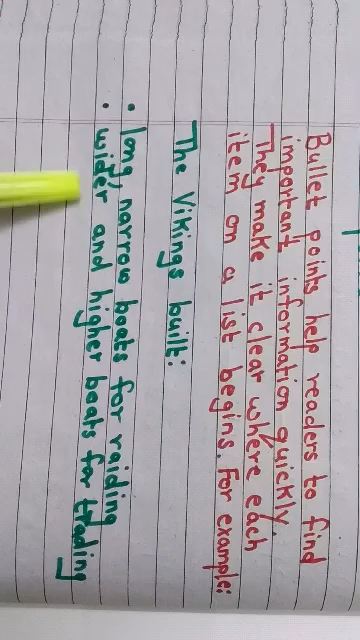 Bullet points help readers to find
important information quickly.
They make it clear where each
item on a list begins. For example:
The Vikings built:
• long, narrow boats for raiding
• wider and higher boats for trading